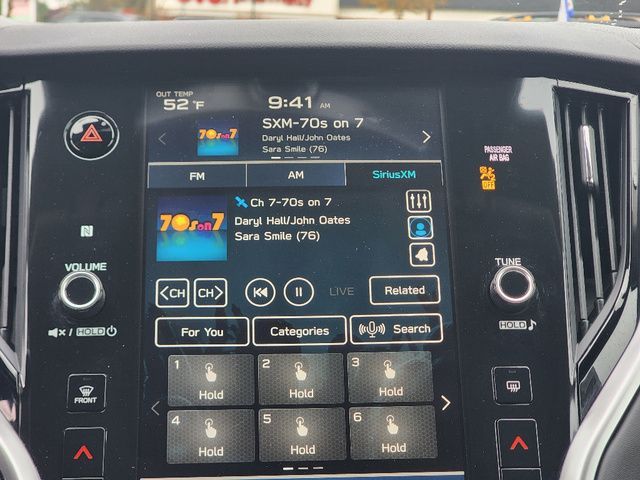 OUT TEMP
52 °F
9:41 AM
SXM-70s on 7
Daryl Hall/John Oates
Sara Smile (76)
70s on 7
FM
AM
SiriusXM
Ch 7-70s on 7
Daryl Hall/John Oates
Sara Smile (76)
70s on 7
<CH
CH>
LIVE
Related
For You
Categories
Search
1
Hold
2
Hold
3
Hold
4
Hold
5
Hold
6
Hold
N
VOLUME
/ HOLD
FRONT
PASSENGER
AIR BAG
OFF
TUNE
HOLD